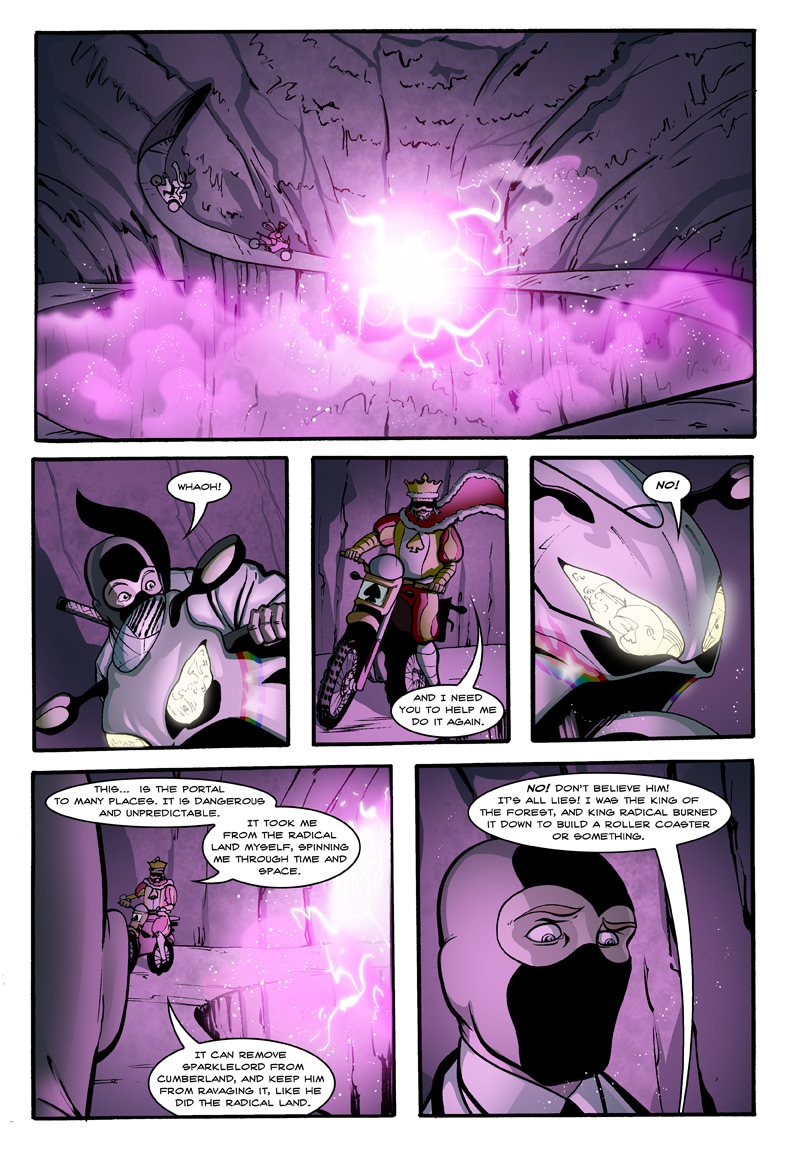 WHAOH!
AND I NEED
YOU TO HELP ME
DO IT AGAIN.
NO!
THIS... IS THE PORTAL
TO MANY PLACES. IT IS DANGEROUS
AND UNPREDICTABLE.
IT TOOK ME
FROM THE RADICAL
LAND MYSELF, SPINNING
ME THROUGH TIME AND
SPACE.
IT CAN REMOVE
SPARKLELORD FROM
CUMBERLAND, AND KEEP HIM
FROM RAVAGING IT, LIKE HE
DID THE RADICAL LAND.
NO! DON'T BELIEVE HIM!
IT'S ALL LIES! I WAS THE KING OF
THE FOREST, AND KING RADICAL BURNED
IT DOWN TO BUILD A ROLLER COASTER
OR SOMETHING.